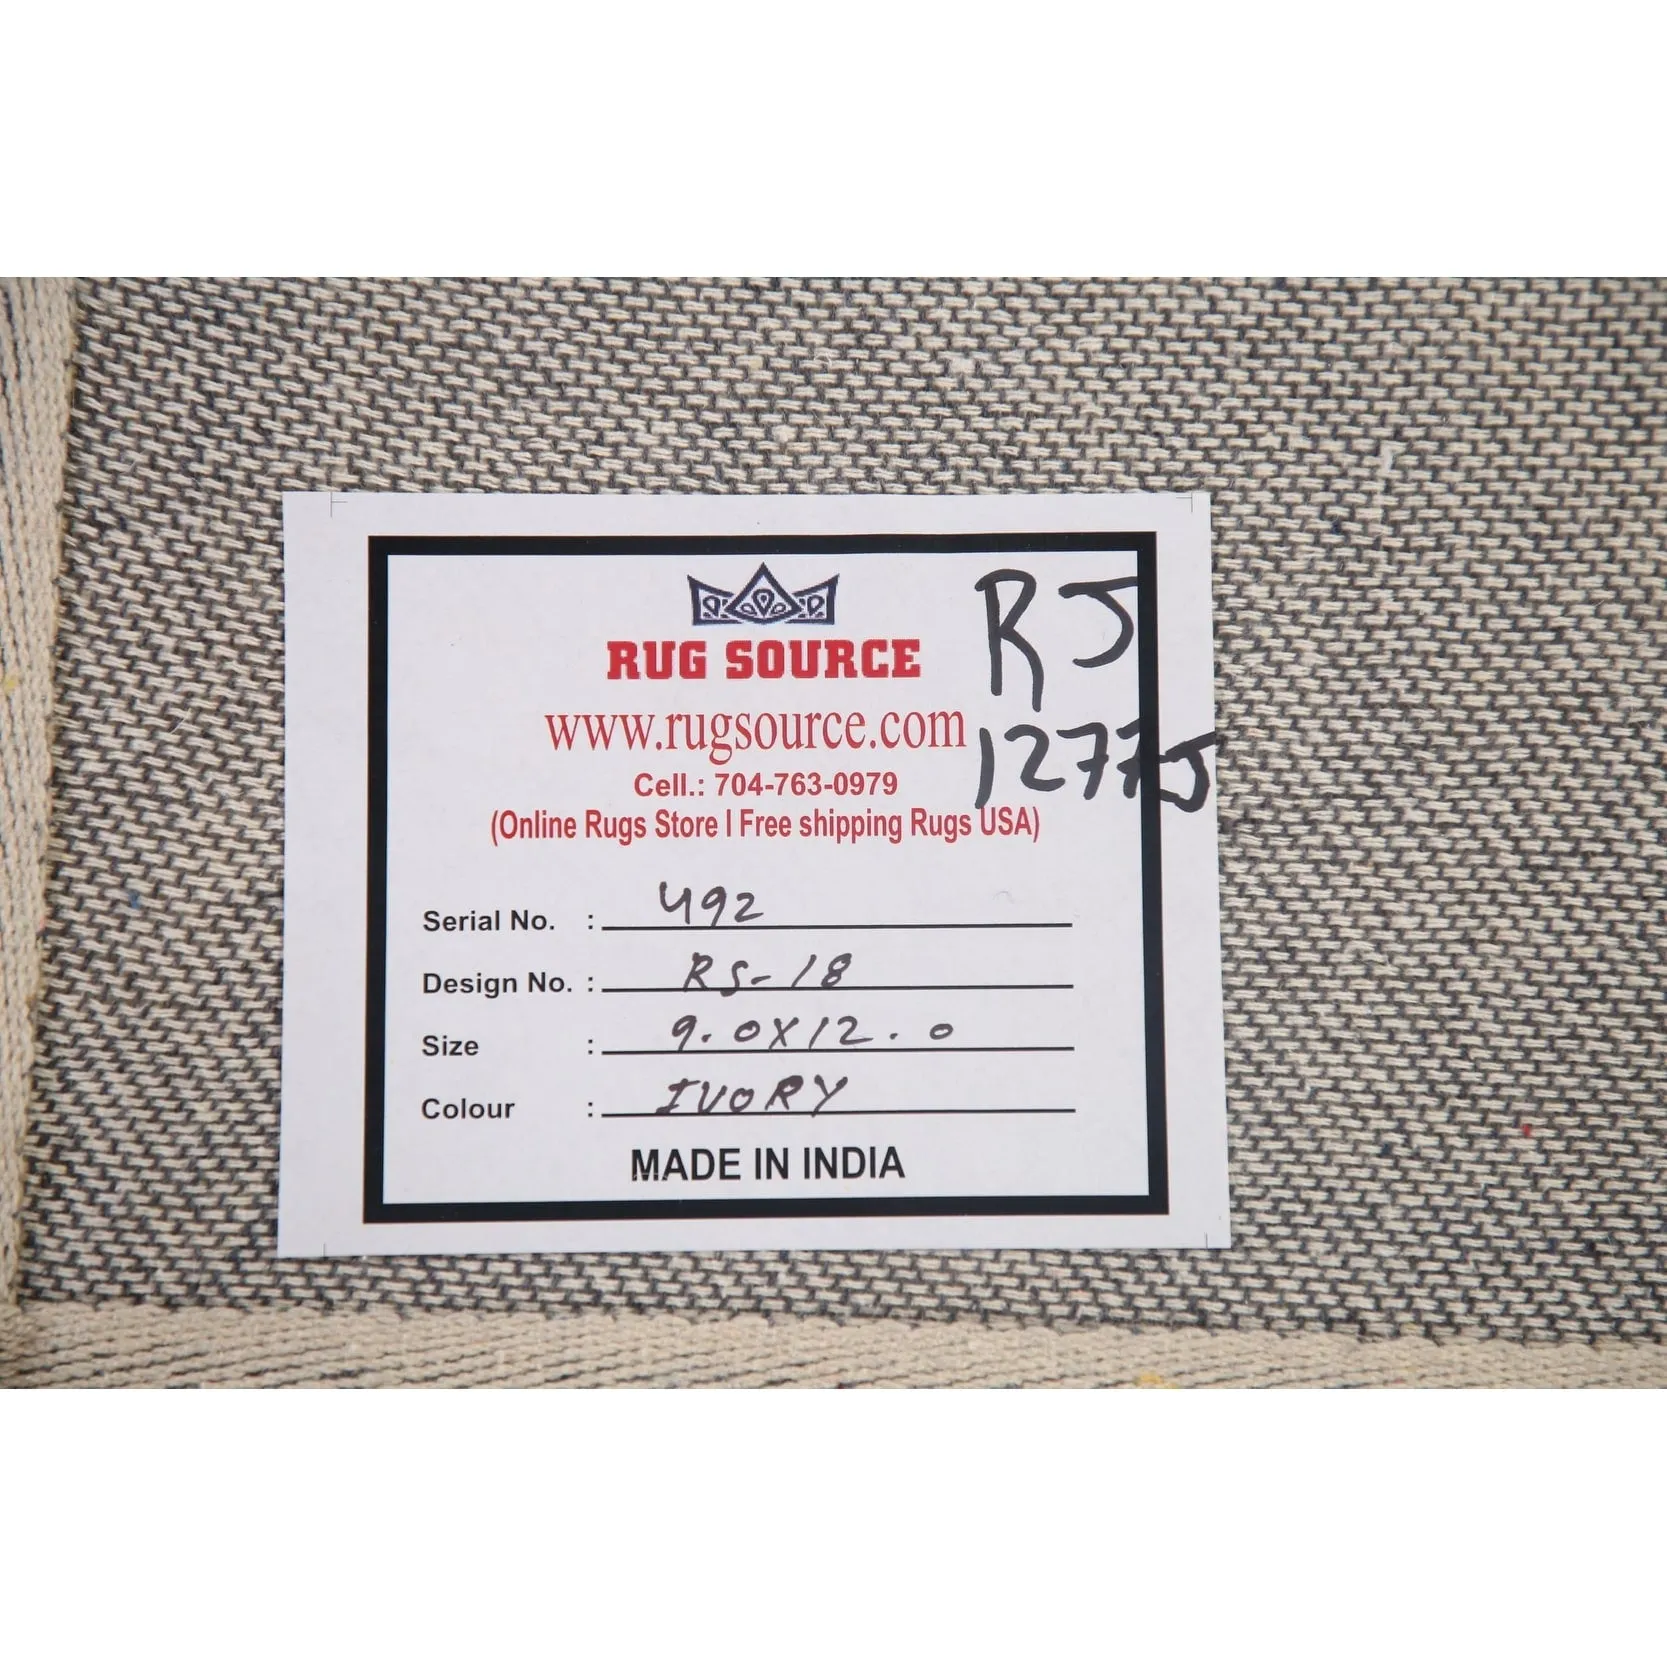 RUG SOURCE
RJ
www.rugsource.com
1277J
Cell.: 704-763-0979
(Online Rugs Store I Free shipping Rugs USA)
Serial No. : 492
Design No. : RS-18
Size : 9.0X12.0
Colour : IVORY
MADE IN INDIA